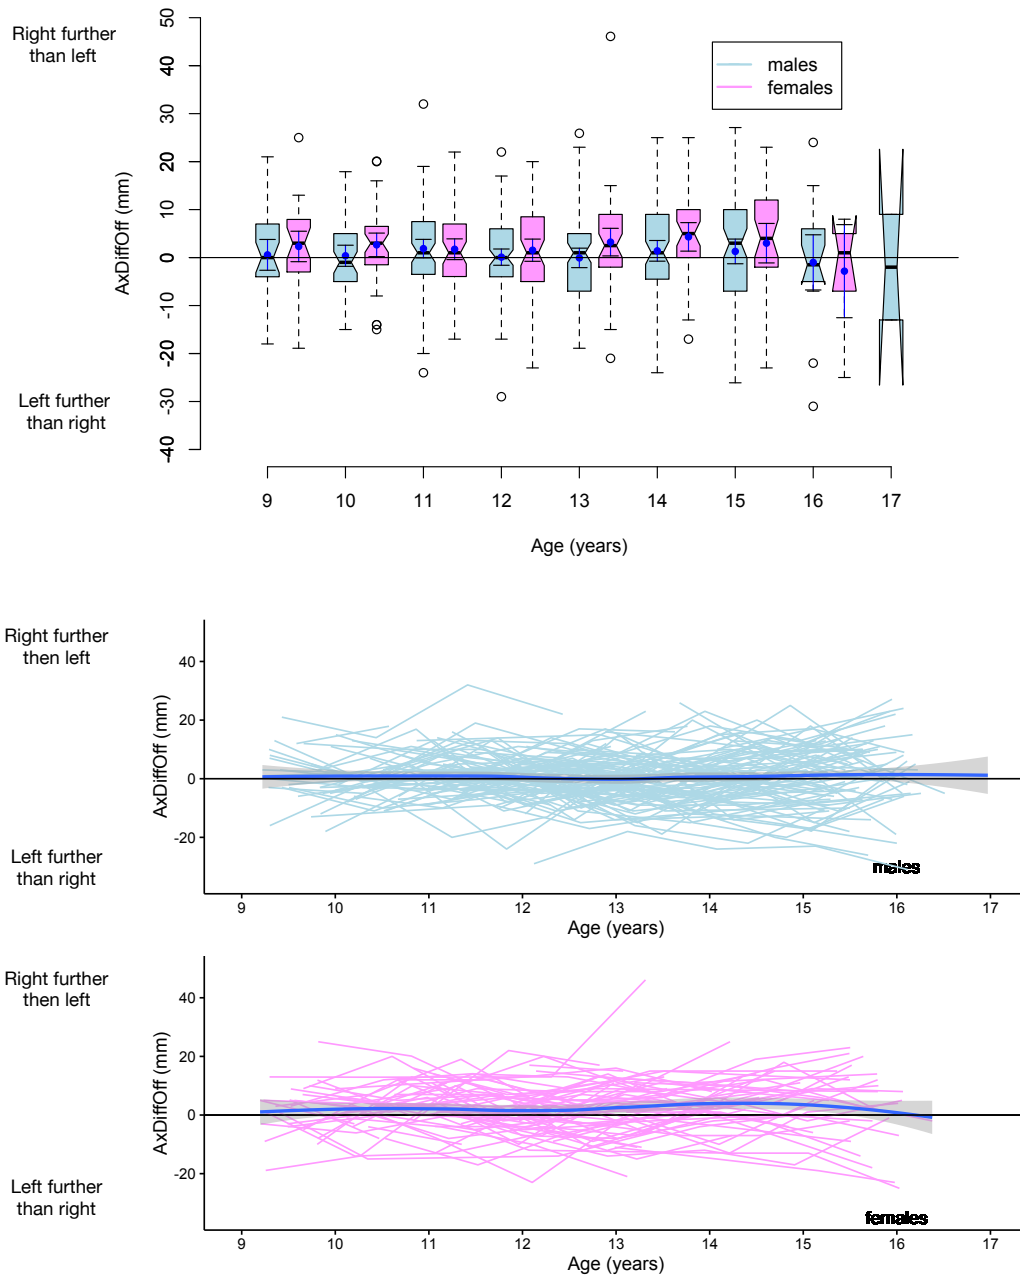 Right further
than left
50
40
30
20
10
0
-10
-20
-30
-40
AxDiffOff (mm)
males
females
Left further
than right
9 10 11 12 13 14 15 16 17
Age (years)
Right further
then left
40
20
0
-20
AxDiffOff (mm)
Left further
than right
males
9 10 11 12 13 14 15 16 17
Age (years)
Right further
then left
40
20
0
-20
AxDiffOff (mm)
Left further
than right
females
9 10 11 12 13 14 15 16 17
Age (years)